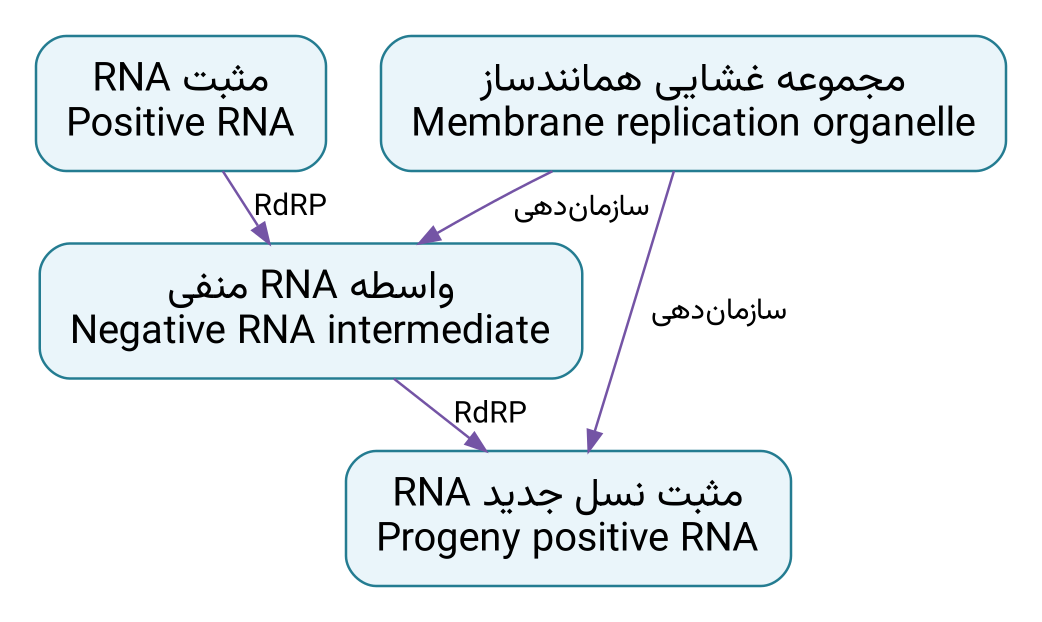 RNA مثبت
Positive RNA
مجموعه غشایی همانندساز
Membrane replication organelle
RdRP
سازمان‌دهی
واسطه RNA منفی
Negative RNA intermediate
سازمان‌دهی
RdRP
RNA مثبت نسل جدید
Progeny positive RNA